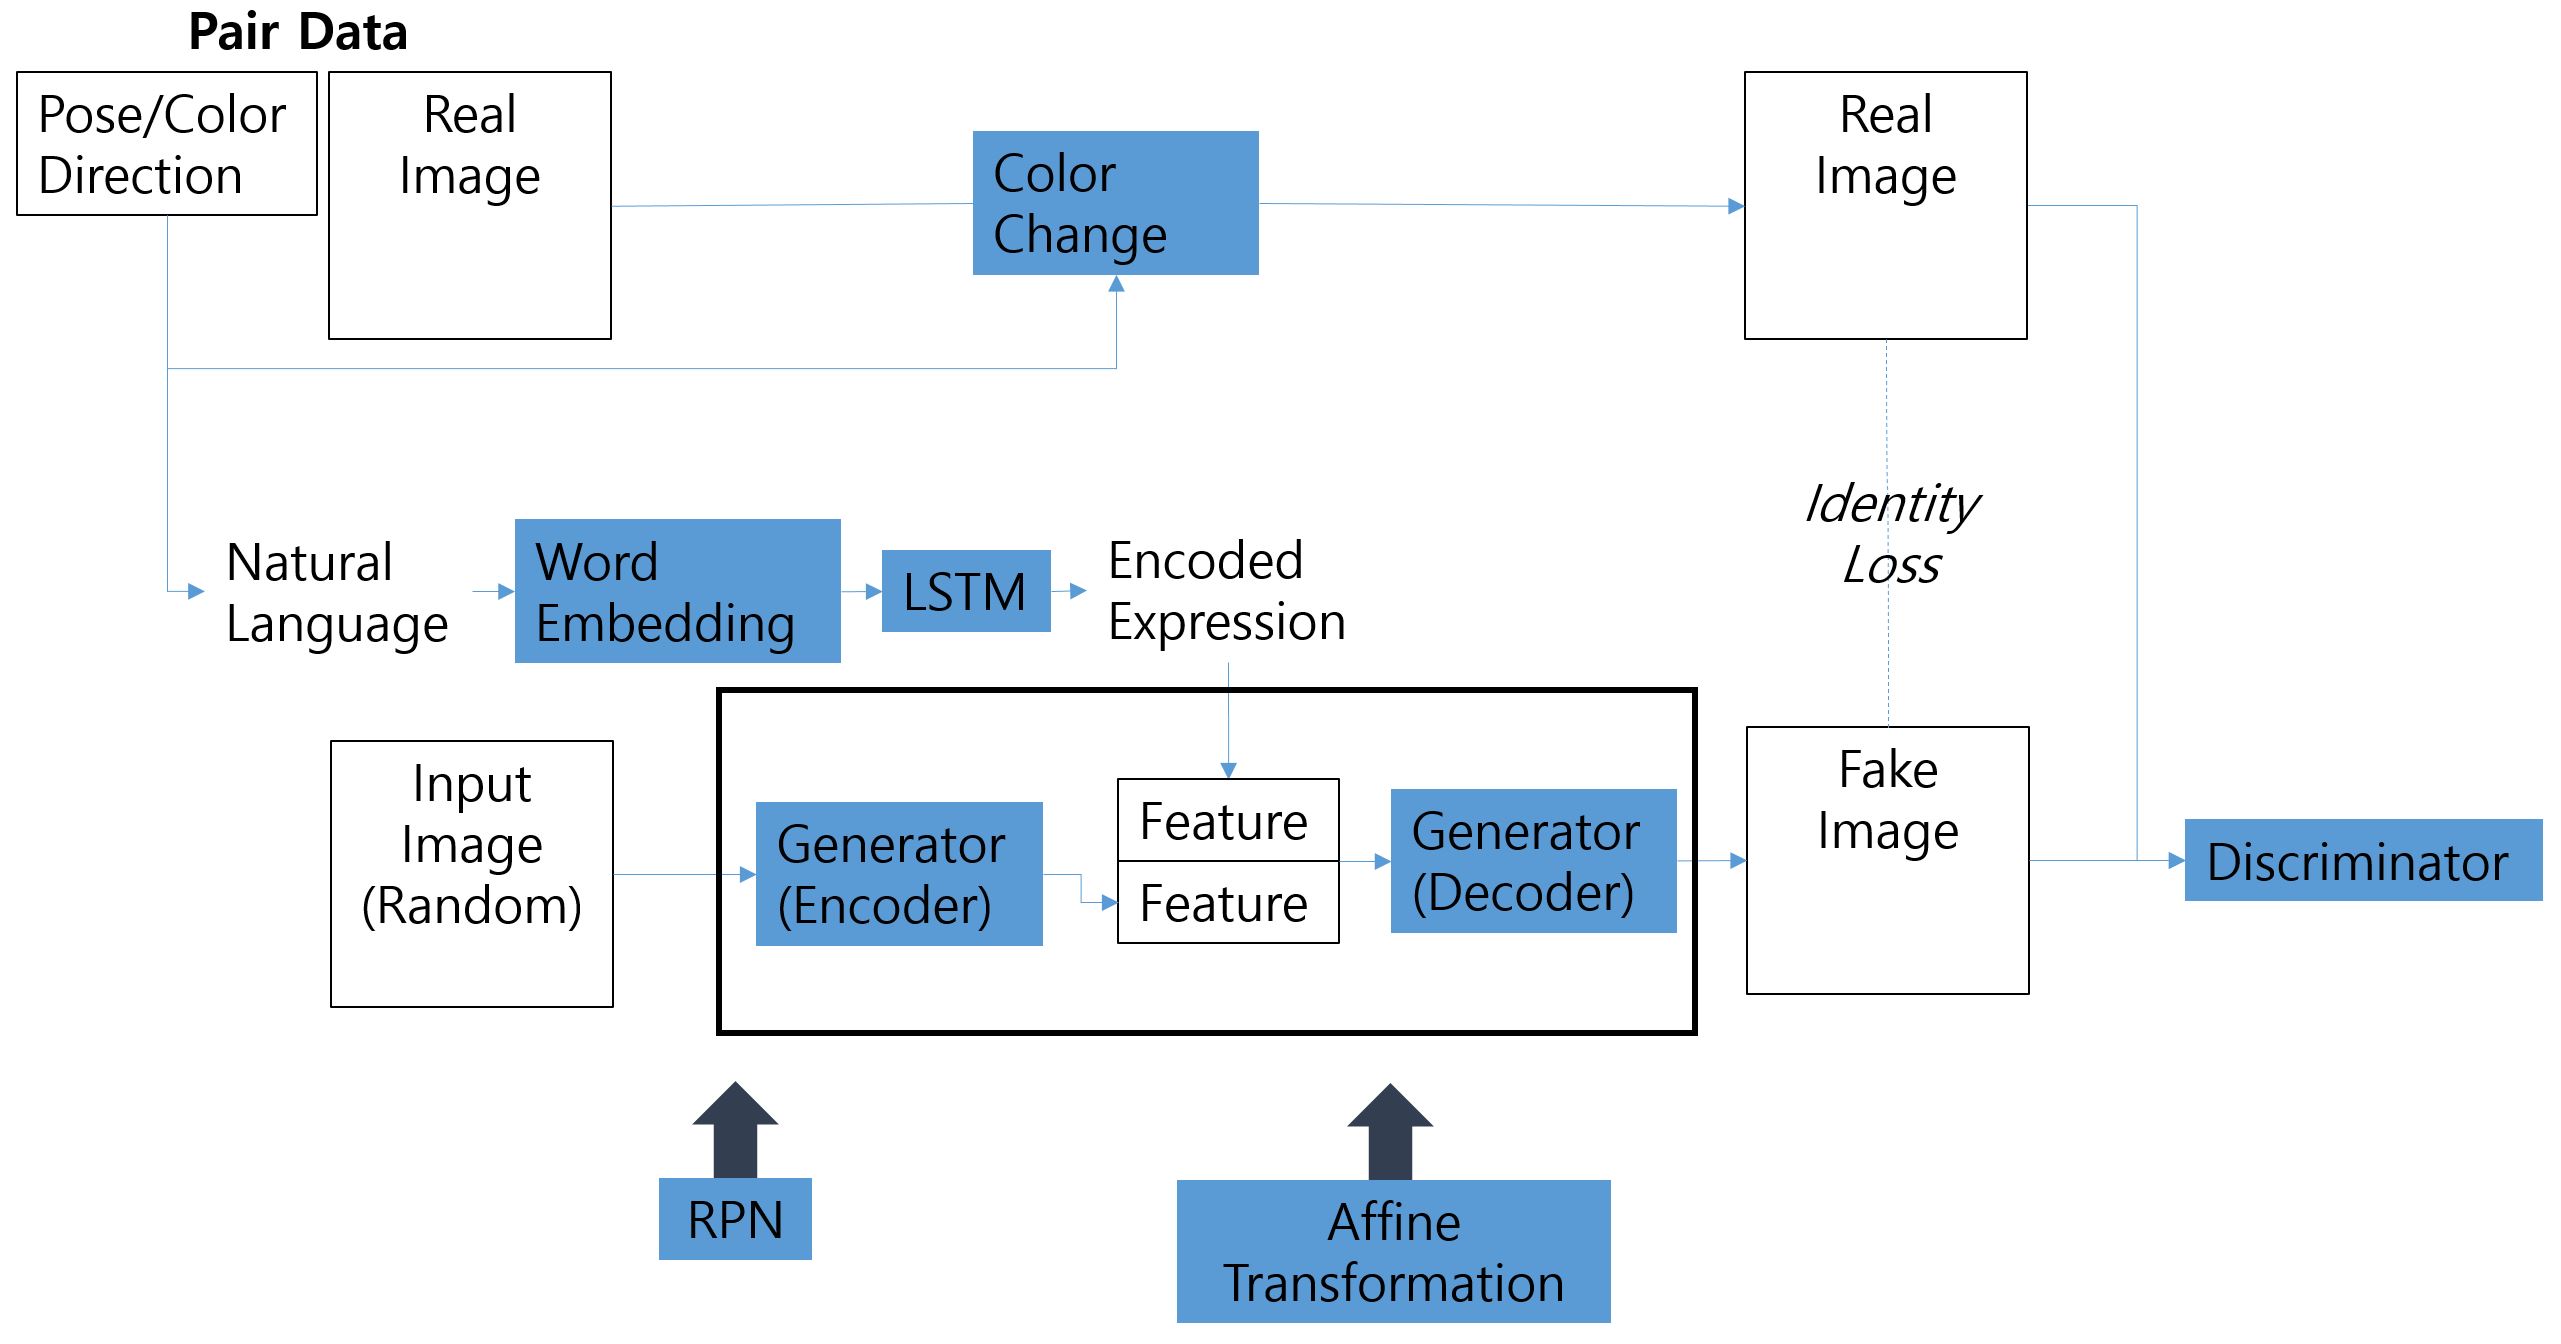 Pair Data
Pose/Color
Direction
Real
Image
Color
Change
Real
Image
Identity
Loss
Natural
Language
Word
Embedding
LSTM
Encoded
Expression
Input
Image
(Random)
Generator
(Encoder)
Feature
Feature
Generator
(Decoder)
Fake
Image
Discriminator
RPN
Affine
Transformation